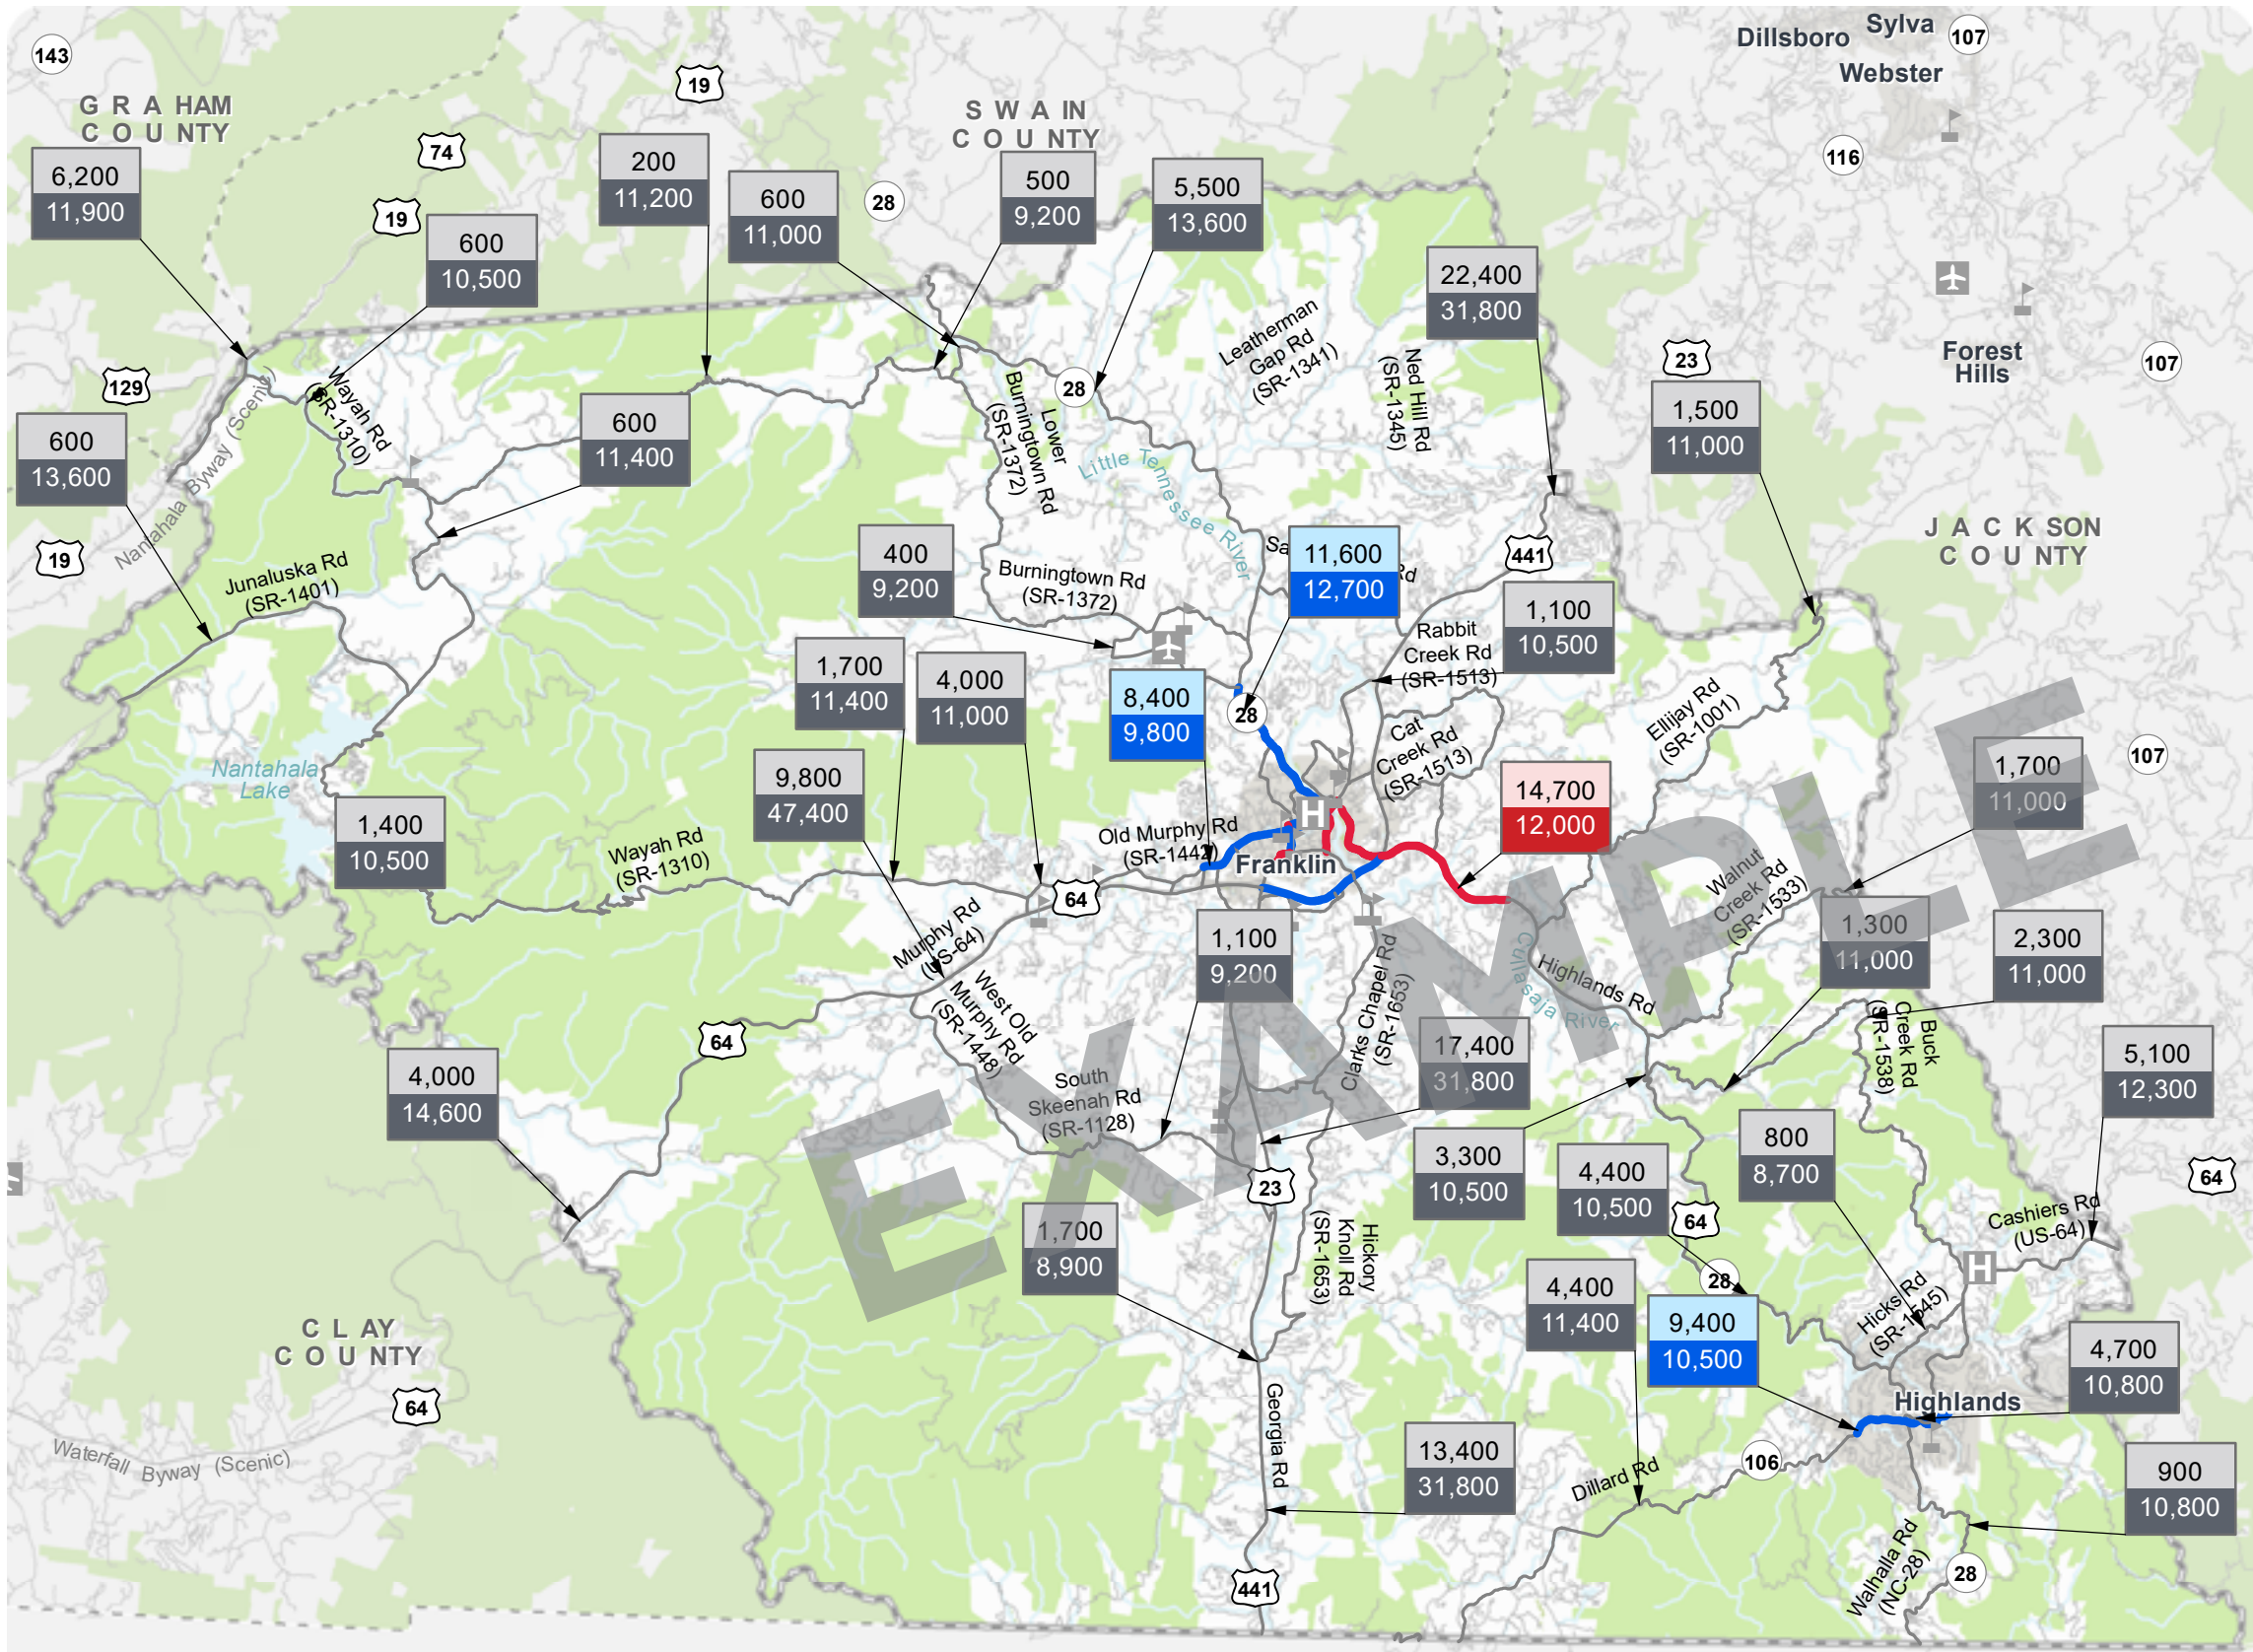 Sylva
107
Dillsboro
143
Webster
19
G R A HAM
COUNTY
S W A IN
COUNTY
74
200
11,200
116
6,200
11,900
600
11,000
500
9,200
5,500
13,600
28
19
600
10,500
22,400
31,800
Leatherman
Gap Rd
(SR-1341)
Ned Hill Rd
(SR-1345)
23
Forest
Hills
107
129
Wayah Rd
(SR-1310)
28
Lower
Burningtown Rd
(SR-1372)
1,500
11,000
600
11,400
600
13,600
Nantahala Byway (Scenic)
Little Tennessee River
J A C K SON
COUNTY
19
400
9,200
11,600
12,700
441
Junaluska Rd
(SR-1401)
Burningtown Rd
(SR-1372)
1,100
10,500
Rabbit
Creek Rd
(SR-1513)
1,700
11,400
4,000
11,000
8,400
9,800
28
Ellijay Rd
(SR-1001)
Cat
Creek Rd
(SR-1513)
107
1,700
11,000
Nantahala
Lake
9,800
47,400
14,700
12,000
H
1,400
10,500
Wayah Rd
(SR-1310)
Old Murphy Rd
(SR-1442)
Franklin
Walnut
Creek Rd
(SR-1533)
64
1,300
11,000
2,300
11,000
Murphy Rd
(US-64)
1,100
9,200
Cullasaja River
Highlands Rd
Clarks Chapel Rd
(SR-1653)
West Old
Murphy Rd
(SR-1448)
64
Buck
Creek Rd
(SR-1538)
17,400
31,800
5,100
12,300
4,000
14,600
South
Skeenah Rd
(SR-1128)
EXAMPLE
3,300
10,500
4,400
10,500
800
8,700
64
23
64
1,700
8,900
Hickory
Knoll Rd
(SR-1653)
Cashiers Rd
(US-64)
H
28
4,400
11,400
9,400
10,500
Hicks Rd
(SR-1545)
C L AY
COUNTY
4,700
10,800
64
Highlands
Georgia Rd
Waterfall Byway (Scenic)
13,400
31,800
Dillard Rd
106
900
10,800
Walhalla Rd
(NC-28)
28
441